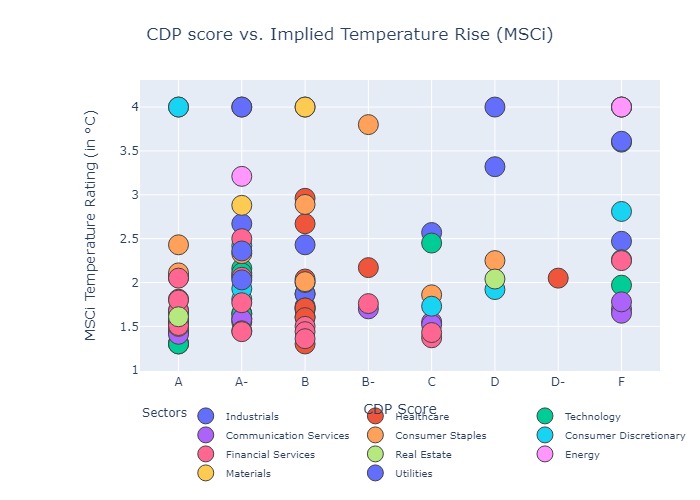 CDP score vs. Implied Temperature Rise (MSCi)
MSCI Temperature Rating (in °C)
4
3.5
3
2.5
2
1.5
1
A A- B B- C D D- F
CDP Score
Sectors
Industrials Healthcare Technology
Communication Services Consumer Staples Consumer Discretionary
Financial Services Real Estate Energy
Materials Utilities